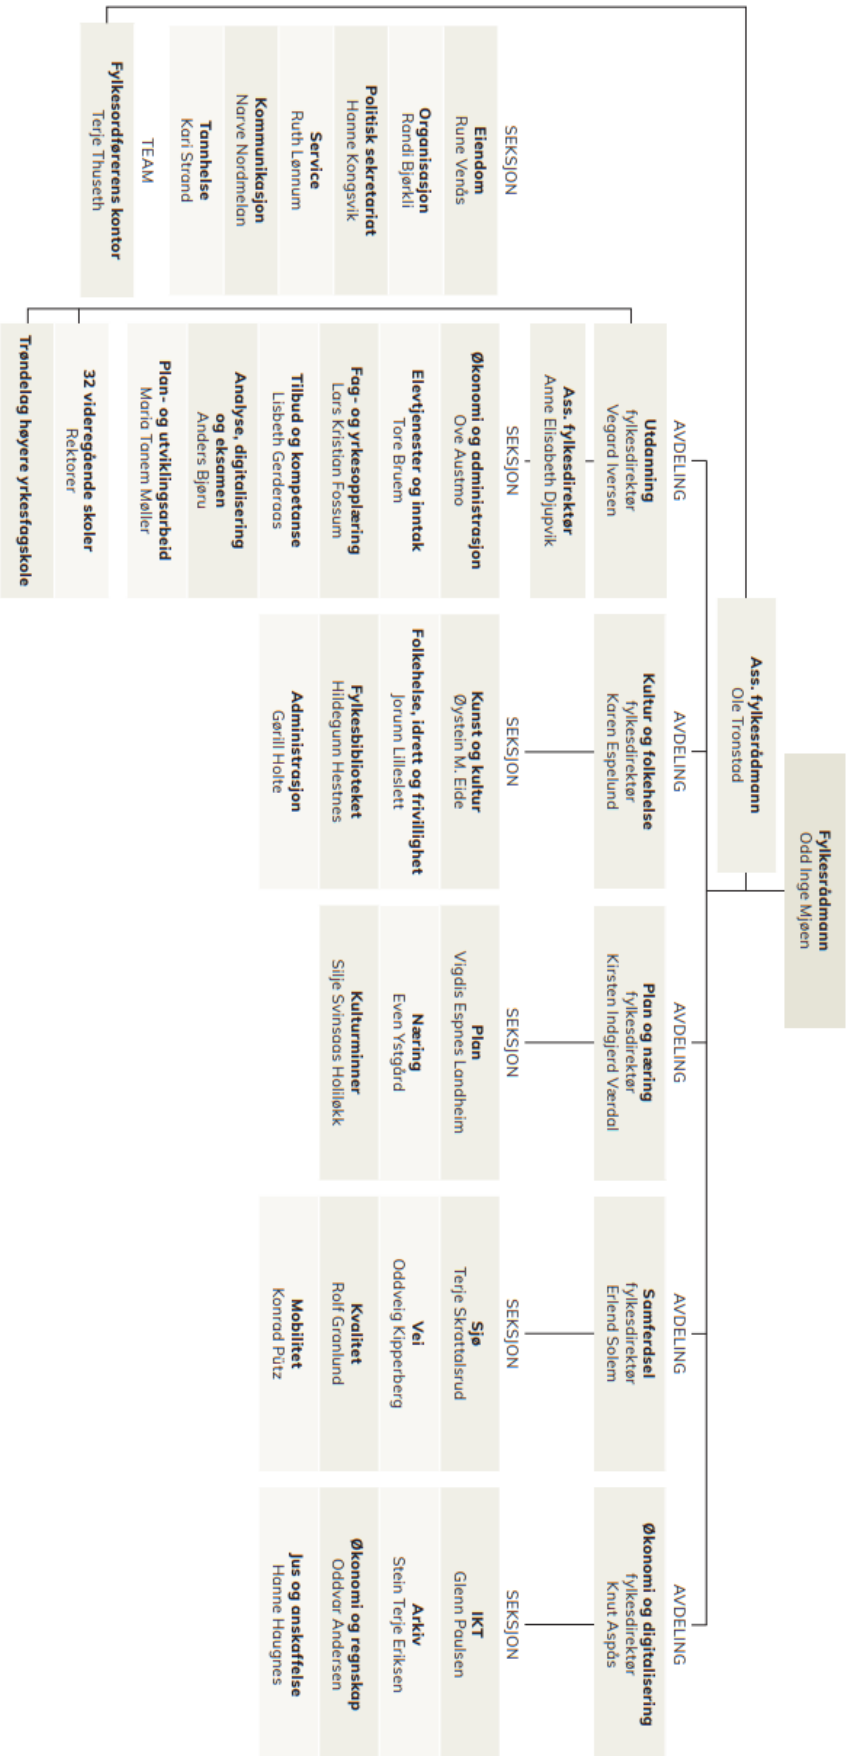 Fylkesrådmann
Odd Inge Mjøen
Ass. fylkesrådmann
Ole Tronstad
SEKSJON
Eiendom
Rune Venås
Organisasjon
Randi Bjørkli
Politisk sekretariat
Hanne Kongsvik
Service
Ruth Lønnum
Kommunikasjon
Narve Nordmelan
Tannhelse
Kari Strand
TEAM
Fylkesordførerens kontor
Terje Thuseth
AVDELING
Utdanning
fylkesdirektør
Vegard Iversen
Ass. fylkesdirektør
Anne Elisabeth Djupvik
SEKSJON
Økonomi og administrasjon
Ove Austmo
Elevtjenester og inntak
Tore Bruem
Fag- og yrkesopplæring
Lars Kristian Fossum
Tilbud og kompetanse
Lisbeth Gerderaas
Analyse, digitalisering
og eksamen
Anders Bjøru
Plan- og utviklingsarbeid
Maria Tanem Møller
32 videregående skoler
Rektorer
Trøndelag høyere yrkesfagskole
AVDELING
Kultur og folkehelse
fylkesdirektør
Karen Espelund
SEKSJON
Kunst og kultur
Øystein M. Eide
Folkehelse, idrett og frivillighet
Jorunn Lilleslett
Fylkesbiblioteket
Hildegunn Hestnes
Administrasjon
Gørill Holte
AVDELING
Plan og næring
fylkesdirektør
Kirsten Indgjerd Værdal
SEKSJON
Plan
Vigdis Espnes Landheim
Næring
Even Ystgård
Kulturminner
Silje Svinsaas Holiløkk
AVDELING
Samferdsel
fylkesdirektør
Erlend Solem
SEKSJON
Sjø
Terje Skrattalsrud
Vei
Oddveig Kipperberg
Kvalitet
Rolf Granlund
Mobilitet
Konrad Pütz
AVDELING
Økonomi og digitalisering
fylkesdirektør
Knut Aspås
SEKSJON
IKT
Glenn Paulsen
Arkiv
Stein Terje Eriksen
Økonomi og regnskap
Oddvar Andersen
Jus og anskaffelse
Hanne Haugnes